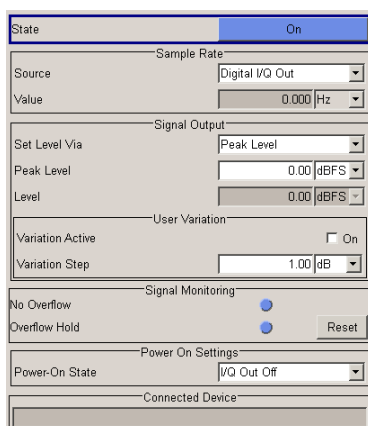 State On
Sample Rate
Source Digital I/Q Out
Value 0.000 Hz
Signal Output
Set Level Via Peak Level
Peak Level 0.00 dBFS
Level 0.00 dBFS
User Variation
Variation Active On
Variation Step 1.00 dB
Signal Monitoring
No Overflow
Overflow Hold Reset
Power On Settings
Power-On State I/Q Out Off
Connected Device